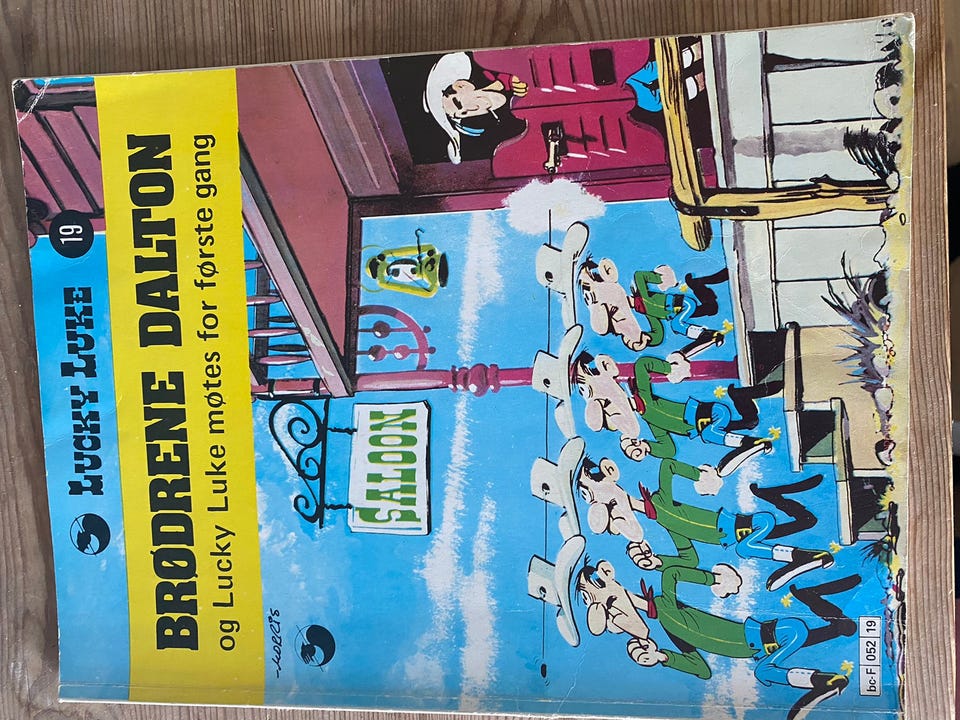 LUCKY LUKE 19
BRØDRENE DALTON
og Lucky Luke møtes for første gang
SALOON
-MORRIS
bc-F 052 19